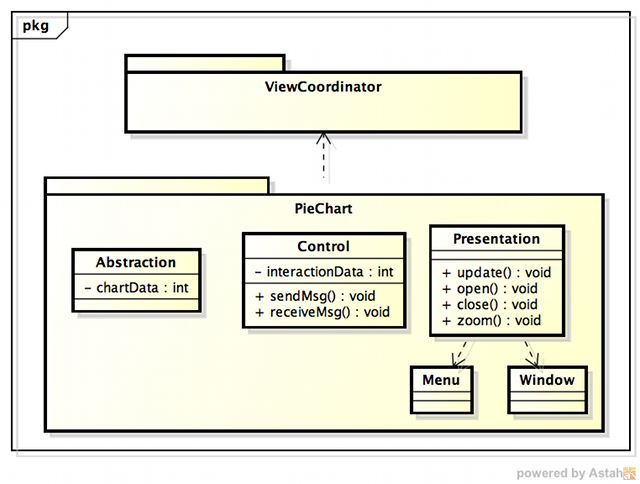 pkg
ViewCoordinator
PieChart
Abstraction
- chartData : int
Control
- interactionData : int
+ sendMsg() : void
+ receiveMsg() : void
Presentation
+ update() : void
+ open() : void
+ close() : void
+ zoom() : void
Menu
Window
powered by Astah